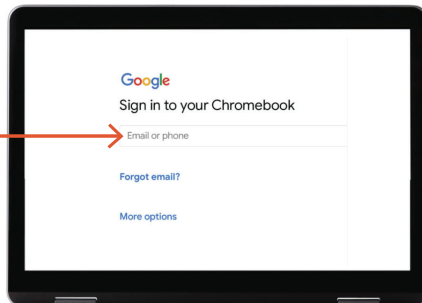 Google
Sign in to your Chromebook
Email or phone
Forgot email?
More options